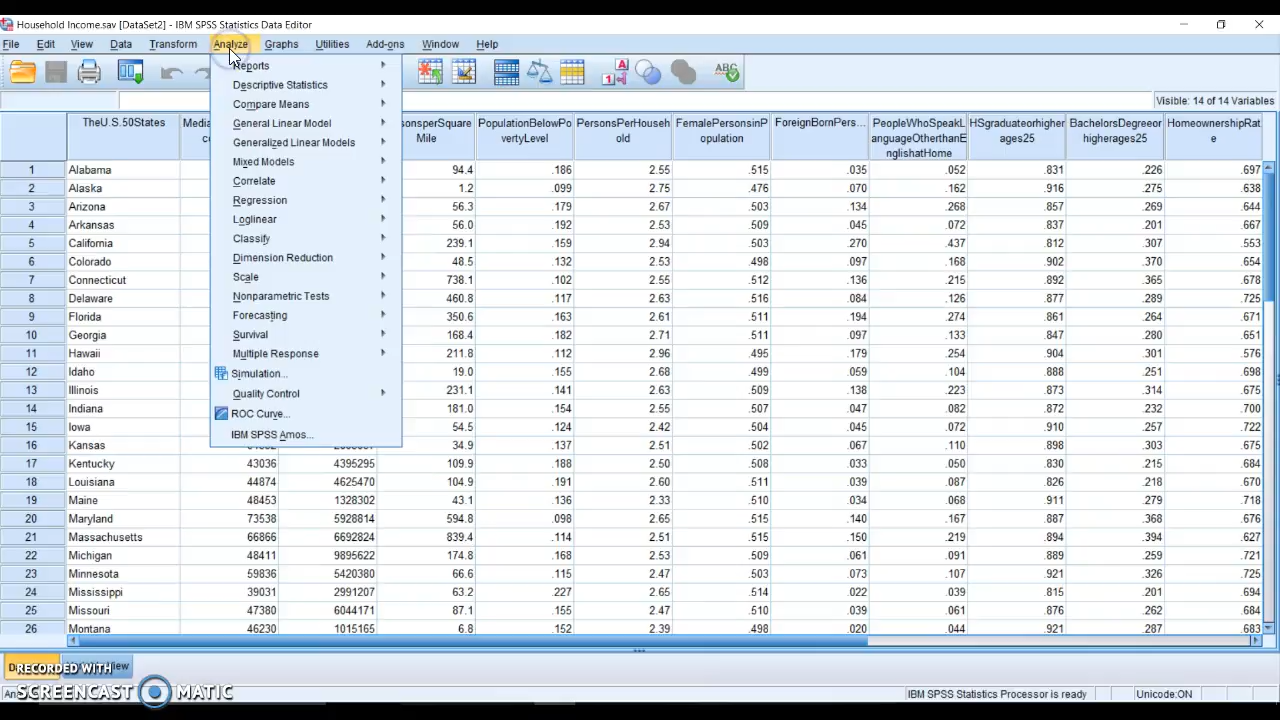 Household Income.sav [DataSet2] - IBM SPSS Statistics Data Editor
File Edit View Data Transform Analyze Graphs Utilities Add-ons Window Help
Visible: 14 of 14 Variables
Reports
Descriptive Statistics
Compare Means
General Linear Model
Generalized Linear Models
Mixed Models
Correlate
Regression
Loglinear
Classify
Dimension Reduction
Scale
Nonparametric Tests
Forecasting
Survival
Multiple Response
Simulation...
Quality Control
ROC Curve...
IBM SPSS Amos...
TheU.S.50States PopulationBelowPovertyLevel PersonsPerHousehold FemalePersonsinPopulation ForeignBornPers... PeopleWhoSpeakLanguageOtherthanEnglishatHome HSgraduateorhigherages25 BachelorsDegreeorhigherages25 HomeownershipRate
1 Alabama 94.4 .186 2.55 .515 .035 .052 .831 .226 .697
2 Alaska 1.2 .099 2.75 .476 .070 .162 .916 .275 .638
3 Arizona 56.3 .179 2.67 .503 .134 .268 .857 .269 .644
4 Arkansas 56.0 .192 2.53 .509 .045 .072 .837 .201 .667
5 California 239.1 .159 2.94 .503 .270 .437 .812 .307 .553
6 Colorado 48.5 .132 2.53 .498 .097 .168 .902 .370 .654
7 Connecticut 738.1 .102 2.55 .512 .136 .215 .892 .365 .678
8 Delaware 460.8 .117 2.63 .516 .084 .126 .877 .289 .725
9 Florida 350.6 .163 2.61 .511 .194 .274 .861 .264 .671
10 Georgia 168.4 .182 2.71 .511 .097 .133 .847 .280 .651
11 Hawaii 211.8 .112 2.96 .495 .179 .254 .904 .301 .576
12 Idaho 19.0 .155 2.68 .499 .059 .104 .888 .251 .698
13 Illinois 231.1 .141 2.63 .509 .138 .223 .873 .314 .675
14 Indiana 181.0 .154 2.55 .507 .047 .082 .872 .232 .700
15 Iowa 54.5 .124 2.42 .504 .045 .072 .910 .257 .722
16 Kansas 34.9 .137 2.53 .502 .067 .110 .898 .303 .675
17 Kentucky 43036 4395295 109.9 .188 2.50 .508 .033 .050 .830 .215 .684
18 Louisiana 44874 4625470 104.9 .191 2.60 .511 .039 .087 .826 .218 .670
19 Maine 48453 1328302 43.1 .136 2.33 .510 .034 .068 .911 .279 .718
20 Maryland 73538 5928814 594.8 .098 2.65 .515 .140 .167 .887 .368 .676
21 Massachusetts 66866 6692824 839.4 .114 2.51 .515 .150 .219 .894 .394 .627
22 Michigan 48411 9895622 174.8 .168 2.53 .509 .061 .091 .889 .259 .721
23 Minnesota 59836 5420380 66.6 .115 2.47 .503 .073 .107 .921 .326 .725
24 Mississippi 39031 2991207 63.2 .227 2.65 .514 .022 .039 .815 .201 .694
25 Missouri 47380 6044171 87.1 .155 2.47 .510 .039 .061 .876 .262 .684
26 Montana 46230 1015165 6.8 .152 2.39 .498 .020 .044 .921 .287 .683
RECORDED WITH
SCREENCAST MATIC
IBM SPSS Statistics Processor is ready Unicode:ON